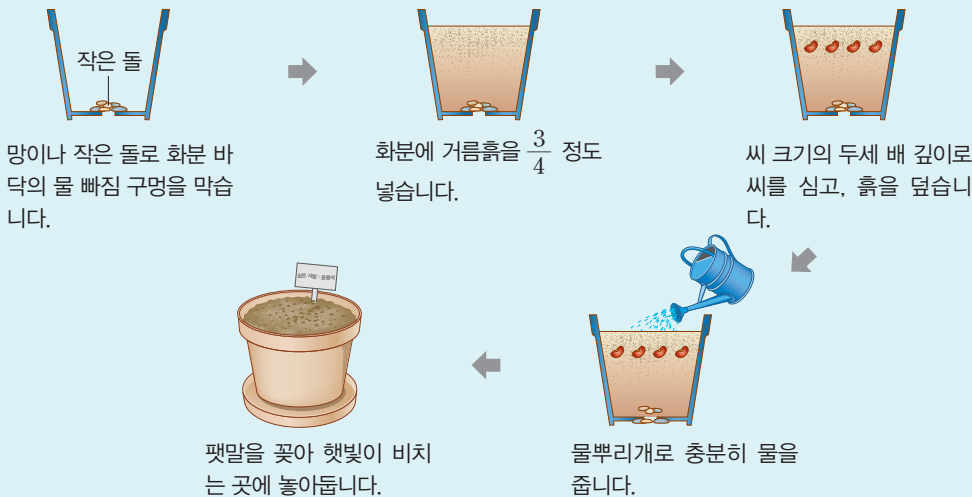 작은 돌
망이나 작은 돌로 화분 바
닥의 물 빠짐 구멍을 막습
니다.
화분에 거름흙을 3/4 정도
넣습니다.
씨 크기의 두세 배 깊이로
씨를 심고, 흙을 덮습니
다.
물뿌리개로 충분히 물을
줍니다.
팻말을 꽂아 햇빛이 비치
는 곳에 놓아둡니다.